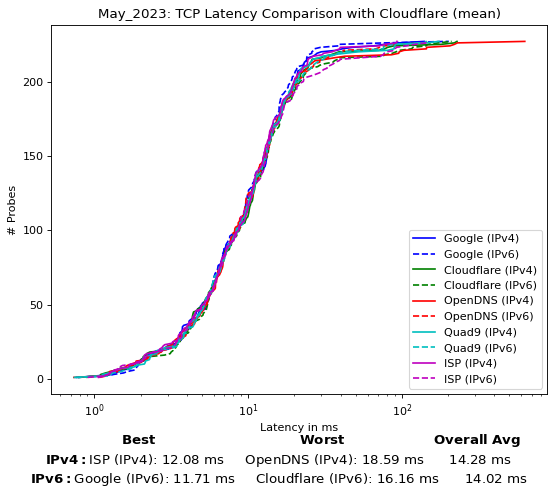 May_2023: TCP Latency Comparison with Cloudflare (mean)
# Probes
200
150
100
50
0
Google (IPv4)
Google (IPv6)
Cloudflare (IPv4)
Cloudflare (IPv6)
OpenDNS (IPv4)
OpenDNS (IPv6)
Quad9 (IPv4)
Quad9 (IPv6)
ISP (IPv4)
ISP (IPv6)
10⁰ 10¹ 10²
Latency in ms
Best Worst Overall Avg
IPv4: ISP (IPv4): 12.08 ms OpenDNS (IPv4): 18.59 ms 14.28 ms
IPv6: Google (IPv6): 11.71 ms Cloudflare (IPv6): 16.16 ms 14.02 ms